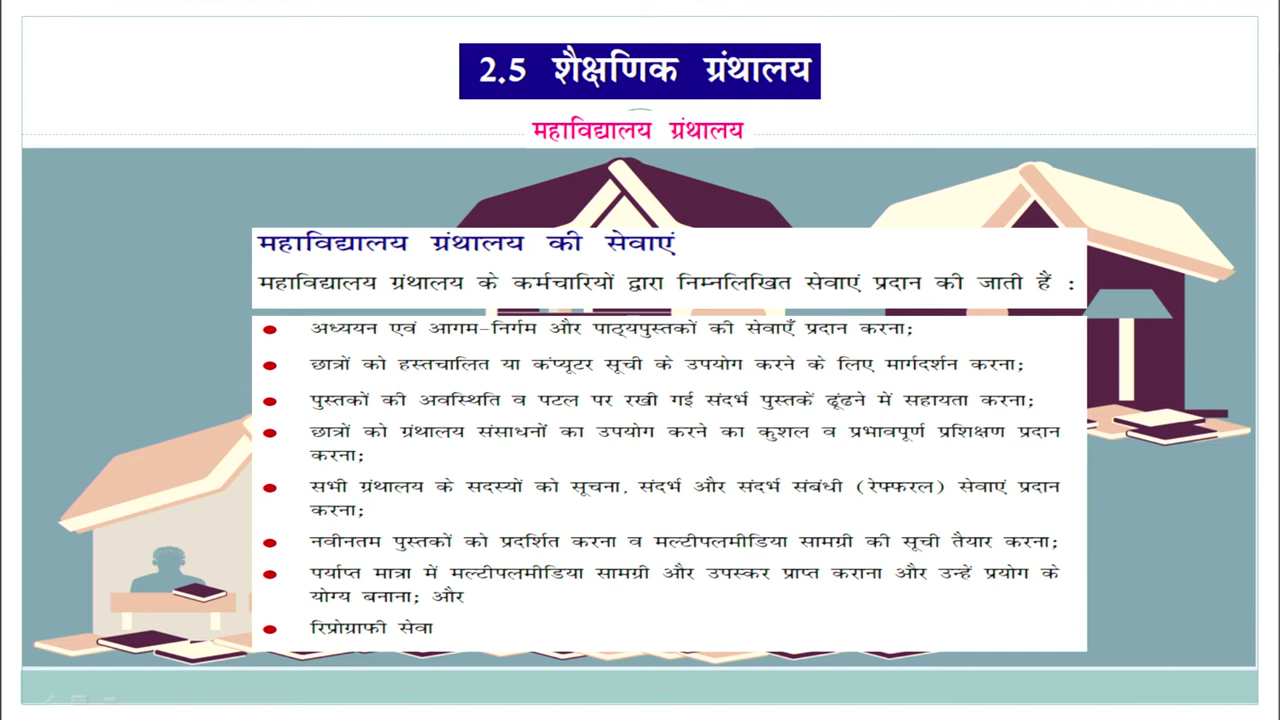 2.5 शैक्षणिक ग्रंथालय
महाविद्यालय ग्रंथालय
महाविद्यालय ग्रंथालय की सेवाएं
महाविद्यालय ग्रंथालय के कर्मचारियों द्वारा निम्नलिखित सेवाएं प्रदान की जाती हैं :
● अध्ययन एवं आगम-निर्गम और पाठ्यपुस्तकों की सेवाएँ प्रदान करना;
● छात्रों को हस्तचालित या कंप्यूटर सूची के उपयोग करने के लिए मार्गदर्शन करना;
● पुस्तकों की अवस्थिति व पटल पर रखी गई संदर्भ पुस्तकें ढूंढने में सहायता करना;
● छात्रों को ग्रंथालय संसाधनों का उपयोग करने का कुशल व प्रभावपूर्ण प्रशिक्षण प्रदान
करना;
● सभी ग्रंथालय के सदस्यों को सूचना, संदर्भ और संदर्भ संबंधी (रेफ्फरल) सेवाएं प्रदान
करना;
● नवीनतम पुस्तकों को प्रदर्शित करना व मल्टीपलमीडिया सामग्री की सूची तैयार करना;
● पर्याप्त मात्रा में मल्टीपलमीडिया सामग्री और उपस्कर प्राप्त कराना और उन्हें प्रयोग के
योग्य बनाना; और
● रिप्रोग्राफी सेवा